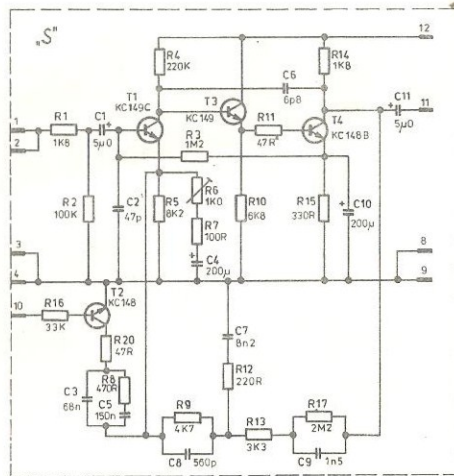 „S"
12
R4
220K
R14
1K8
C6
6p8
T1
KC149C
T3
KC149
C11
+
5µ0
11
1
2
R1
1K8
C1
+
5µ0
R11
47R
T4
KC148B
R3
1M2
R2
100K
C2
47p
R5
8K2
R6
1K0
R7
100R
+
C4
200µ
R10
6K8
R15
330R
+
C10
200µ
3
4
8
9
10
R16
33K
T2
KC148
R20
47R
C7
8n2
R12
220R
C3
68n
R8
470R
C5
150n
R9
4K7
C8
560p
R13
3K3
R17
2M2
C9
1n5